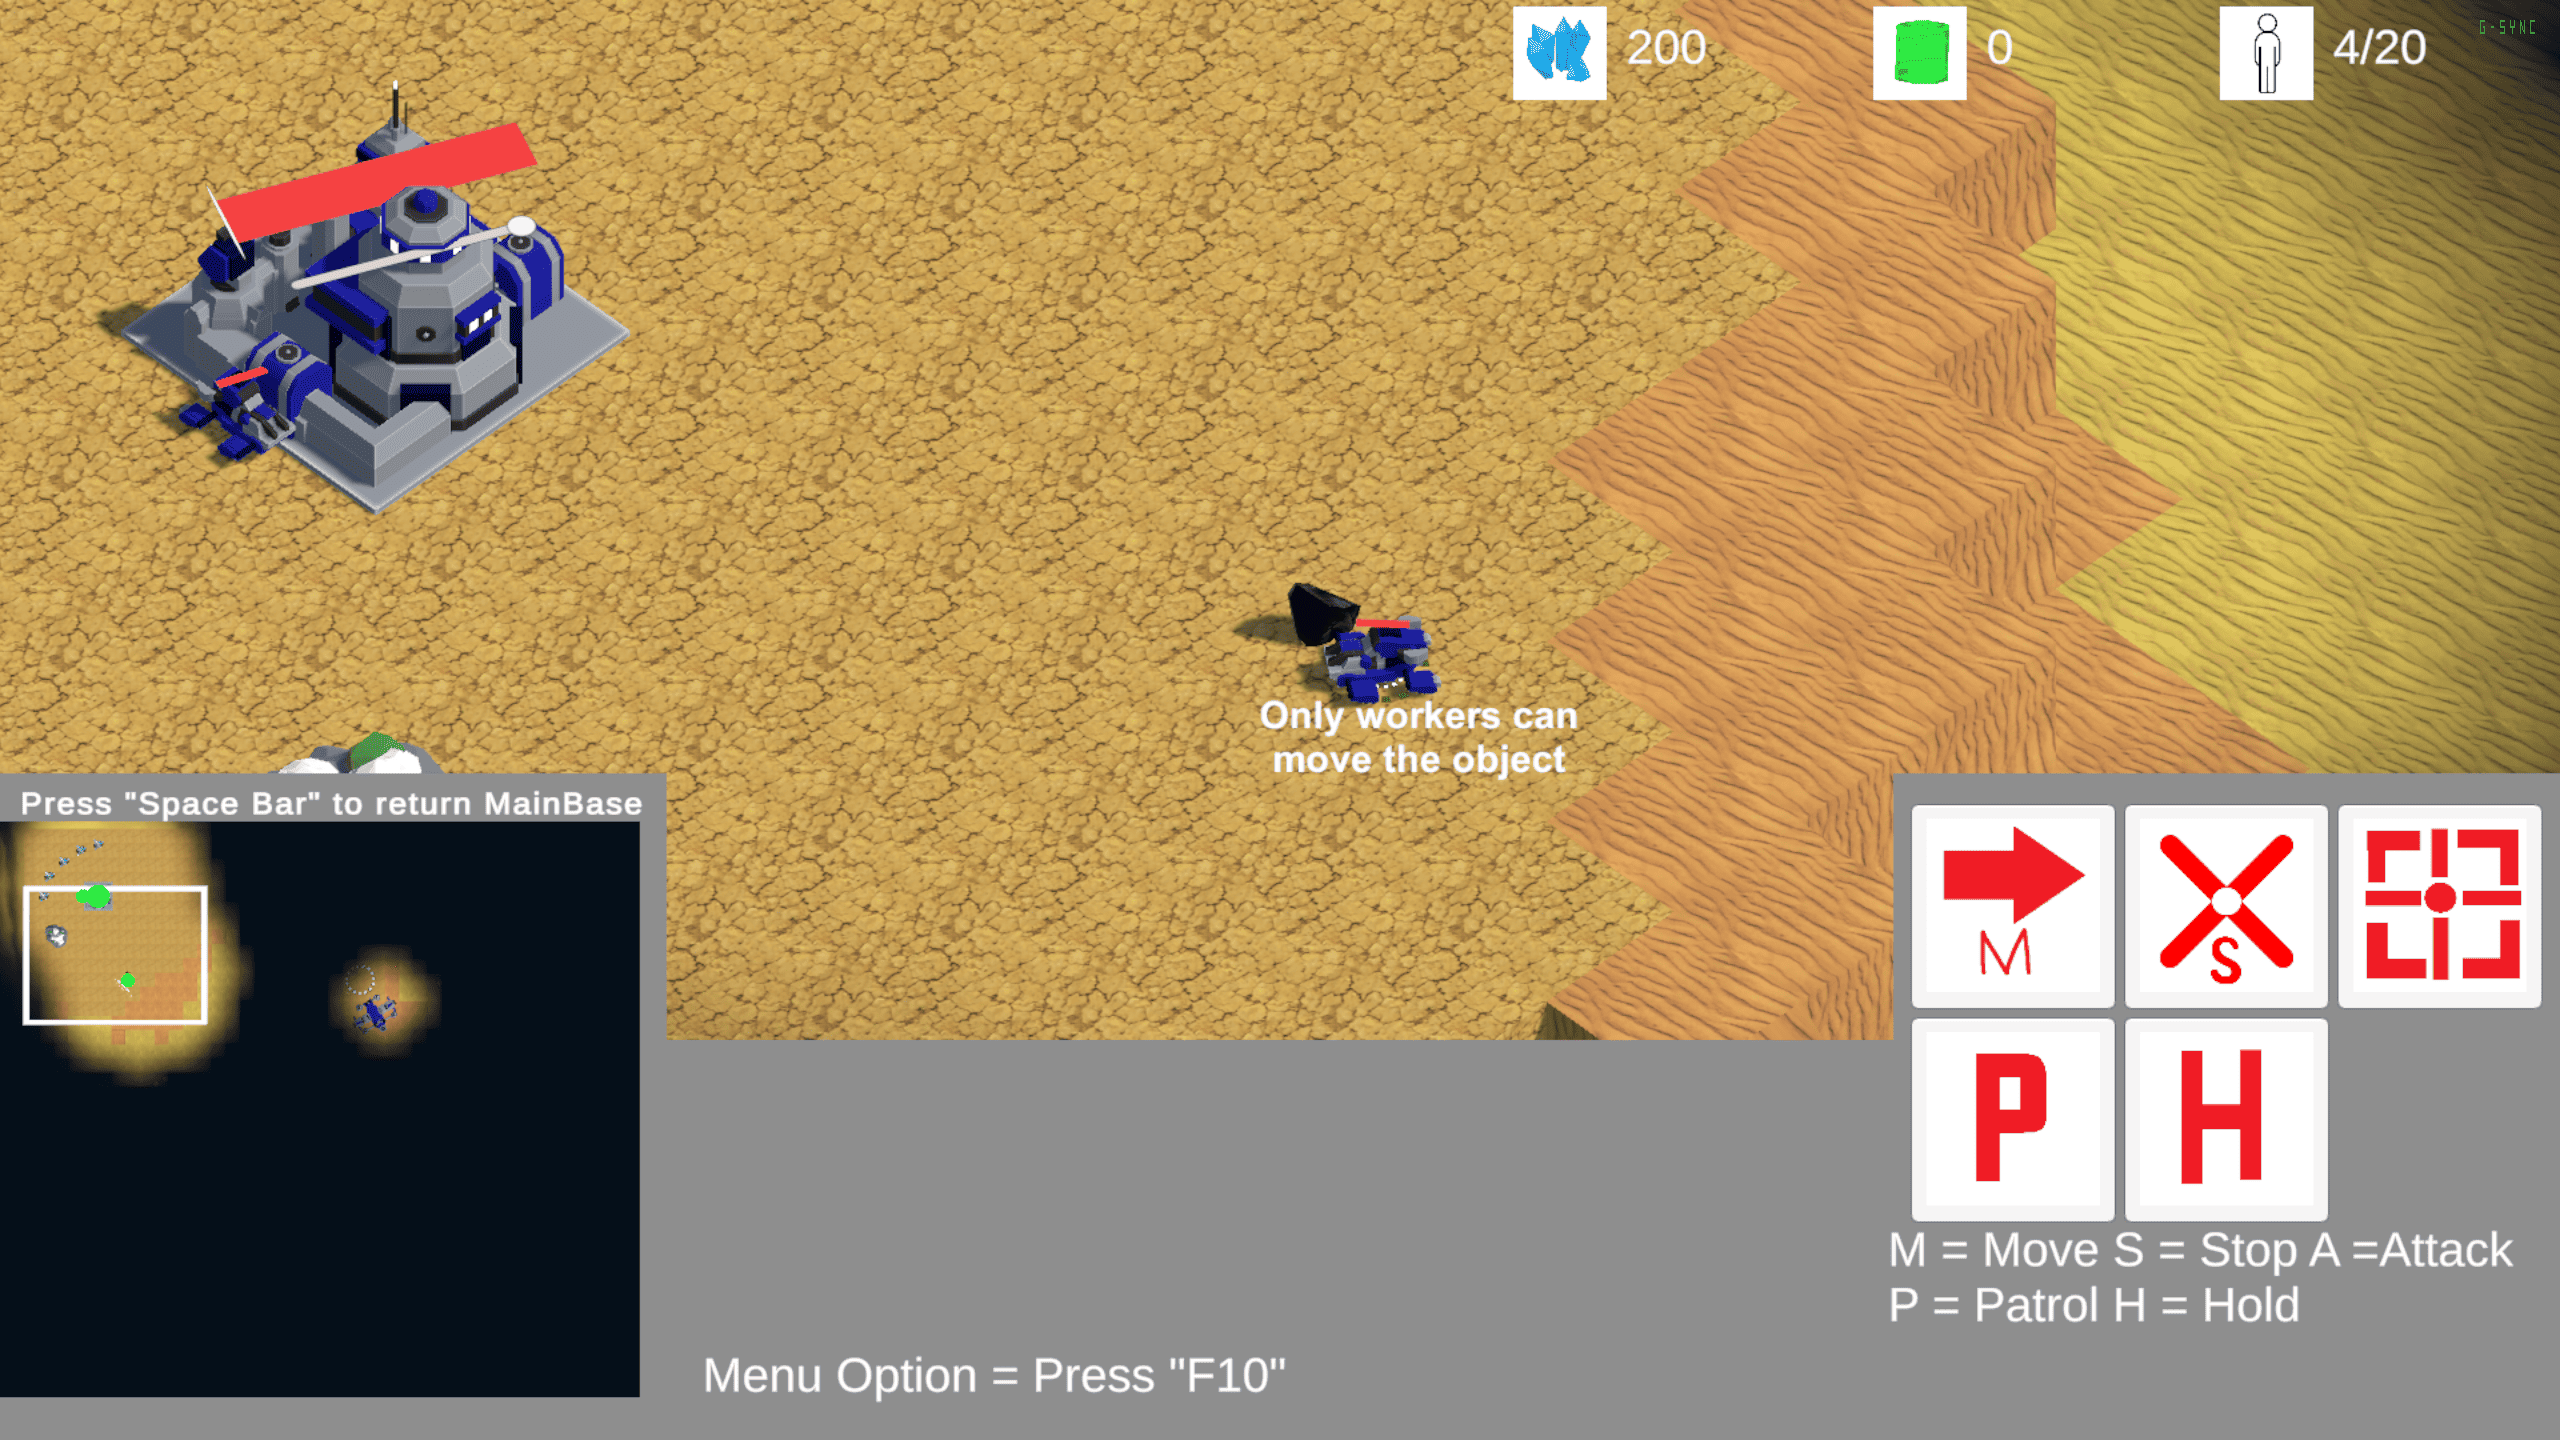 200
0
4/20
G-SYNC
Only workers can
move the object
Press "Space Bar" to return MainBase
M
S
P
H
M = Move S = Stop A =Attack
P = Patrol H = Hold
Menu Option = Press "F10"